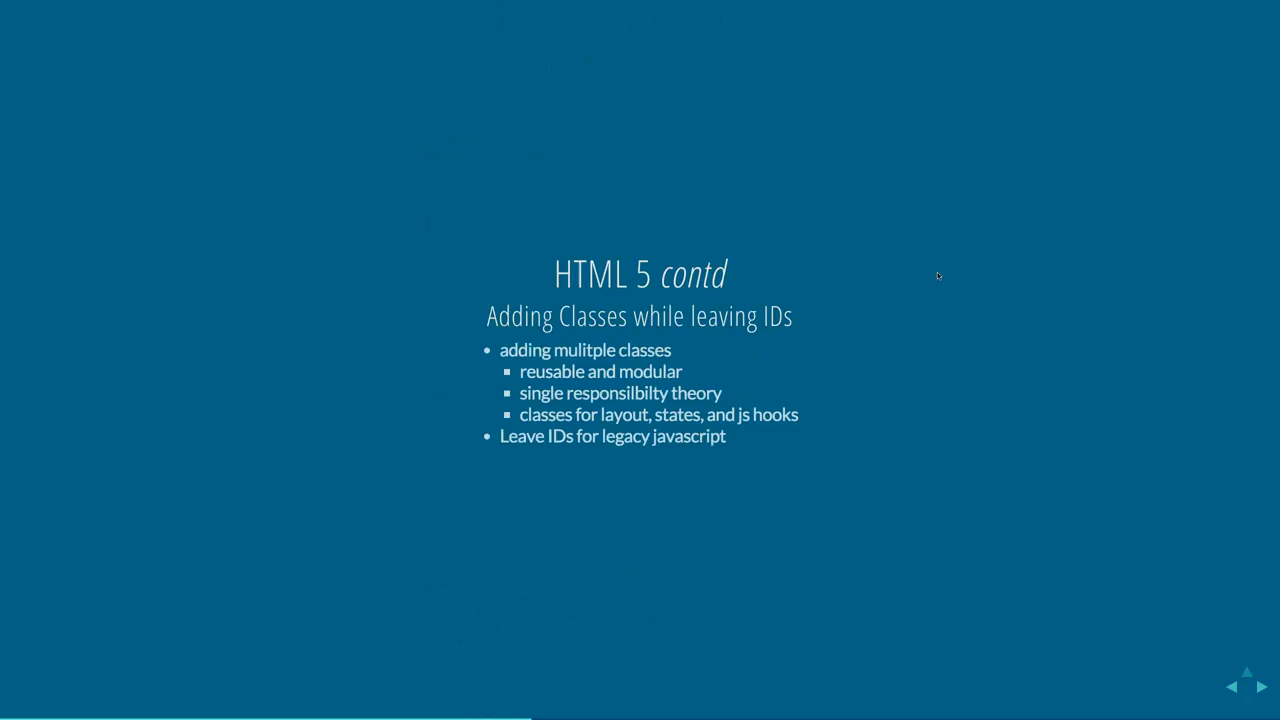 HTML 5 contd
Adding Classes while leaving IDs
adding mulitple classes
reusable and modular
single responsilbilty theory
classes for layout, states, and js hooks
Leave IDs for legacy javascript